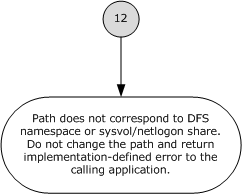 12
Path does not correspond to DFS
namespace or sysvol/netlogon share.
Do not change the path and return
implementation-defined error to the
calling application.